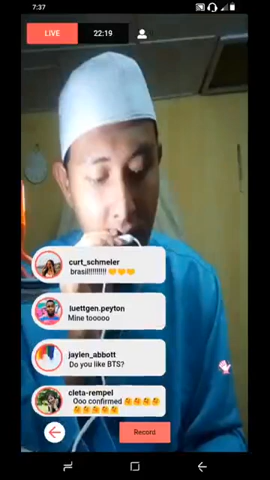 7:37
LIVE
22:19
curt_schmeler
brasil!!!!!!!!! 🧡🧡🧡
luettgen.peyton
Mine tooooo
jaylen_abbott
Do you like BTS?
cleta-rempel
Ooo confirmed
Record